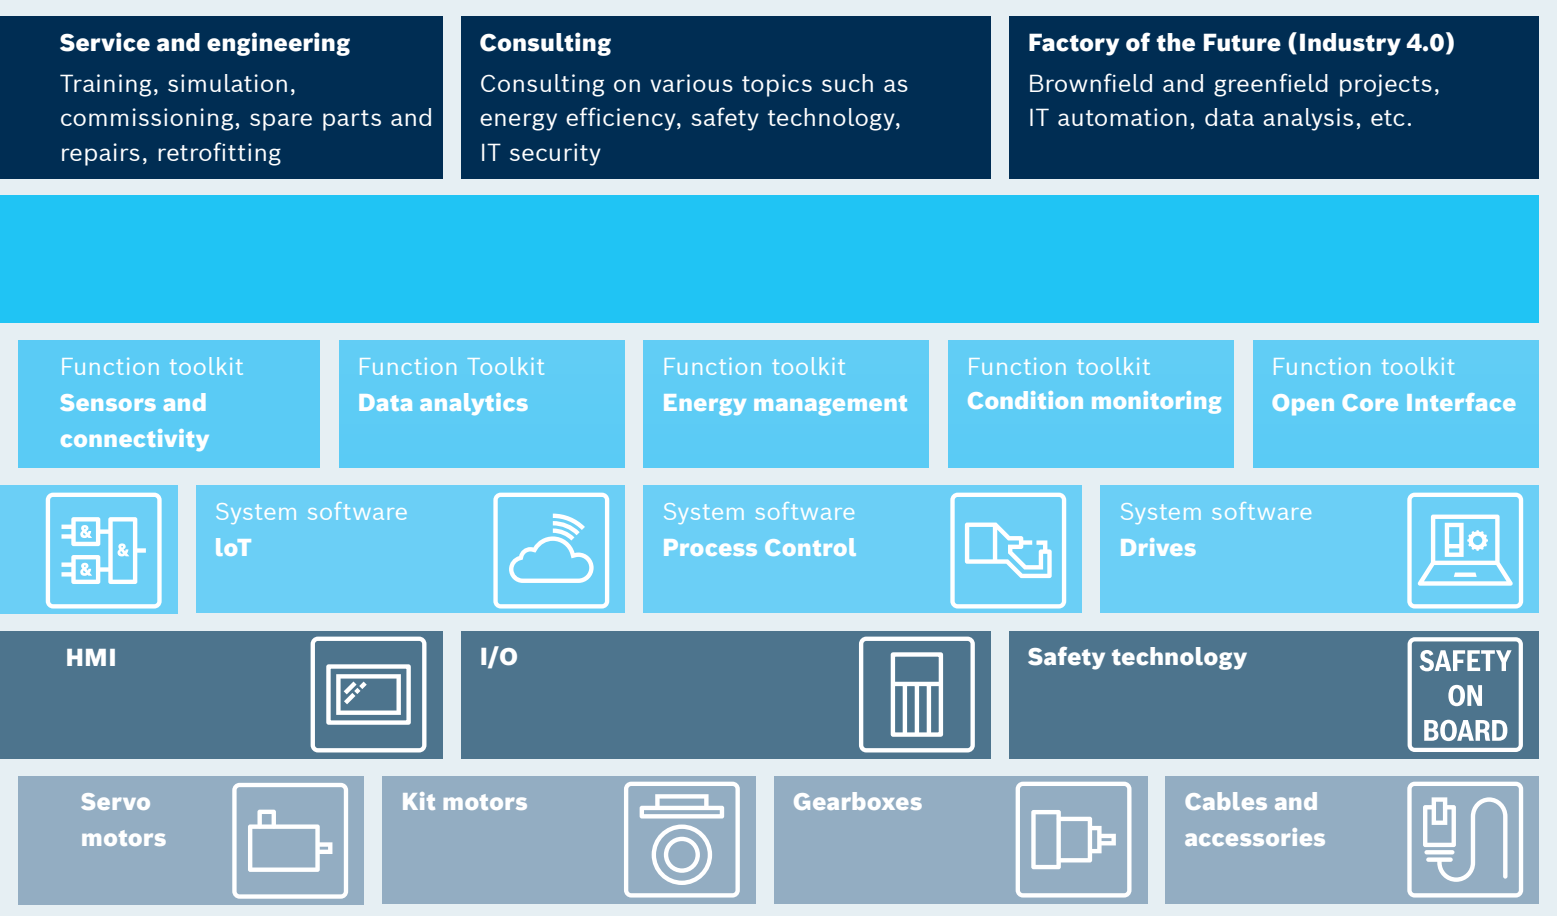 Service and engineering
Training, simulation,
commissioning, spare parts and
repairs, retrofitting
Consulting
Consulting on various topics such as
energy efficiency, safety technology,
IT security
Factory of the Future (Industry 4.0)
Brownfield and greenfield projects,
IT automation, data analysis, etc.
Function toolkit
Sensors and
connectivity
Function Toolkit
Data analytics
Function toolkit
Energy management
Function toolkit
Condition monitoring
Function toolkit
Open Core Interface
&
&
&
System software
loT
System software
Process Control
System software
Drives
HMI
I/O
Safety technology
SAFETY
ON
BOARD
Servo
motors
Kit motors
Gearboxes
Cables and
accessories